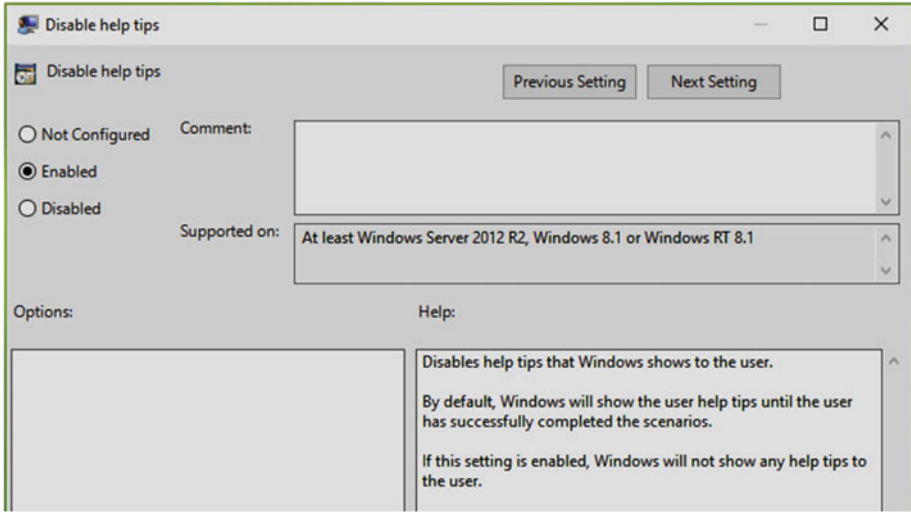 Disable help tips
Disable help tips
Previous Setting
Next Setting
Not Configured
Comment:
Enabled
Disabled
Supported on:
At least Windows Server 2012 R2, Windows 8.1 or Windows RT 8.1
Options:
Help:
Disables help tips that Windows shows to the user.
By default, Windows will show the user help tips until the user
has successfully completed the scenarios.
If this setting is enabled, Windows will not show any help tips to
the user.